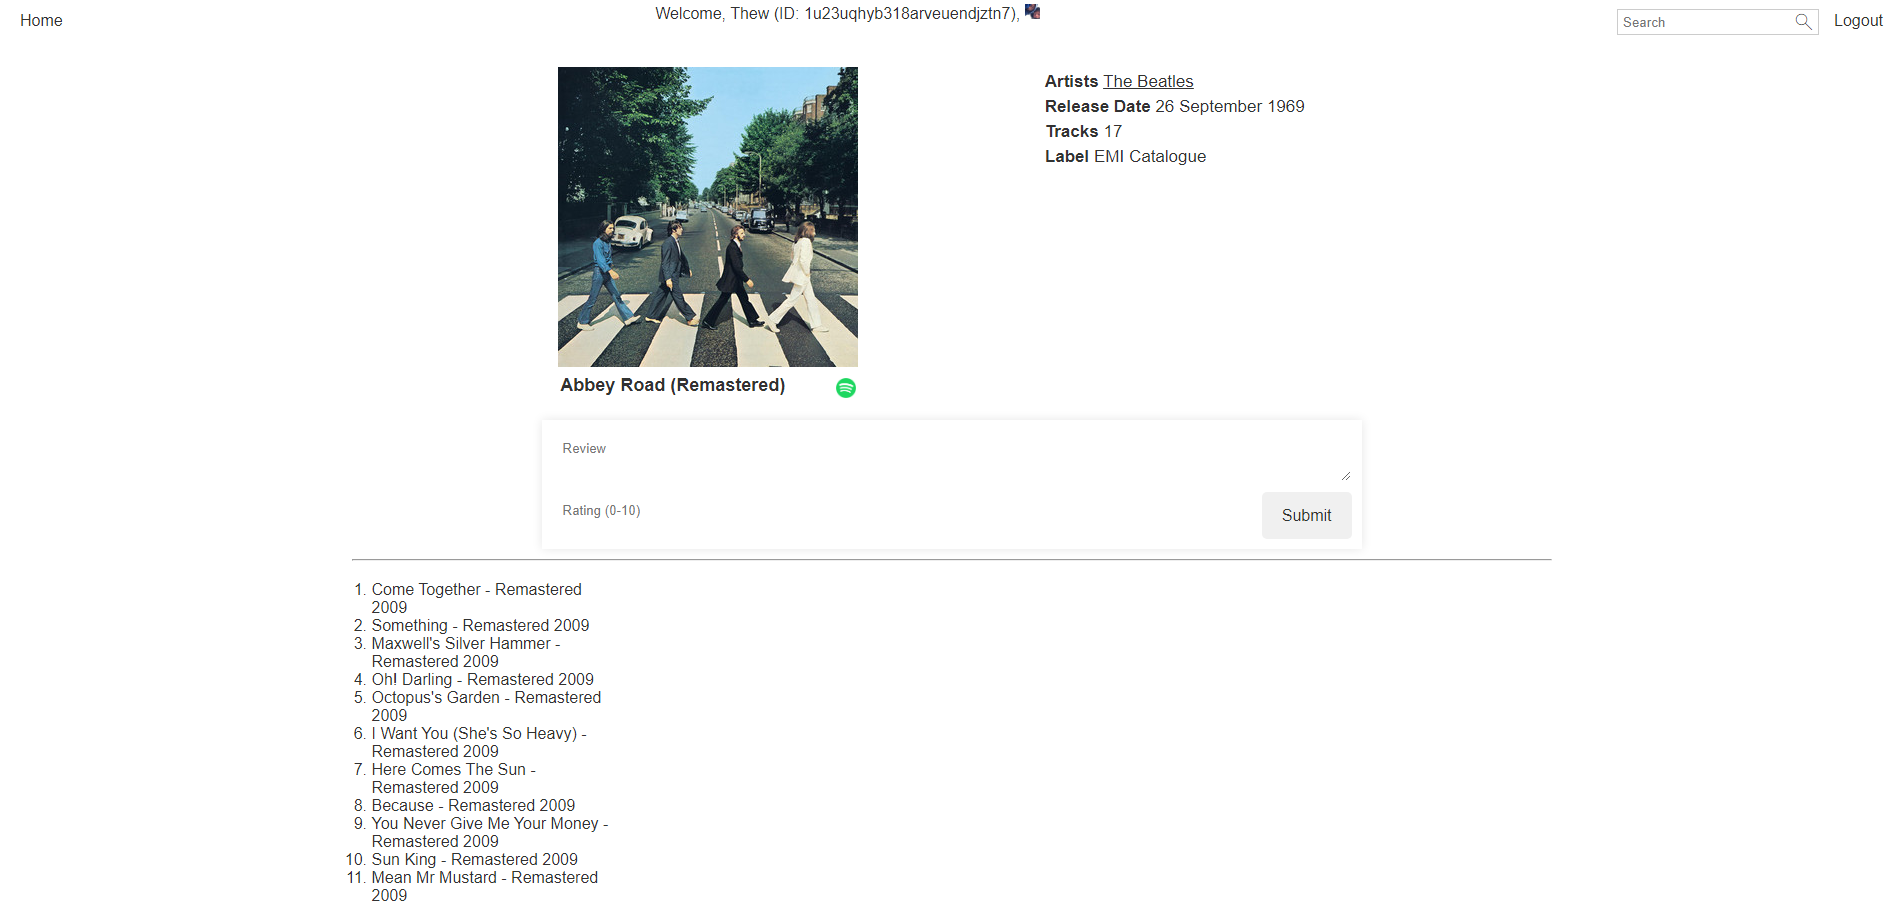 Home
Welcome, Thew (ID: 1u23uqhyb318arveuendjztn7),
Search
Logout
Artists The Beatles
Release Date 26 September 1969
Tracks 17
Label EMI Catalogue
Abbey Road (Remastered)
Review
Rating (0-10)
Submit
1. Come Together - Remastered
2009
2. Something - Remastered 2009
3. Maxwell's Silver Hammer -
Remastered 2009
4. Oh! Darling - Remastered 2009
5. Octopus's Garden - Remastered
2009
6. I Want You (She's So Heavy) -
Remastered 2009
7. Here Comes The Sun -
Remastered 2009
8. Because - Remastered 2009
9. You Never Give Me Your Money -
Remastered 2009
10. Sun King - Remastered 2009
11. Mean Mr Mustard - Remastered
2009